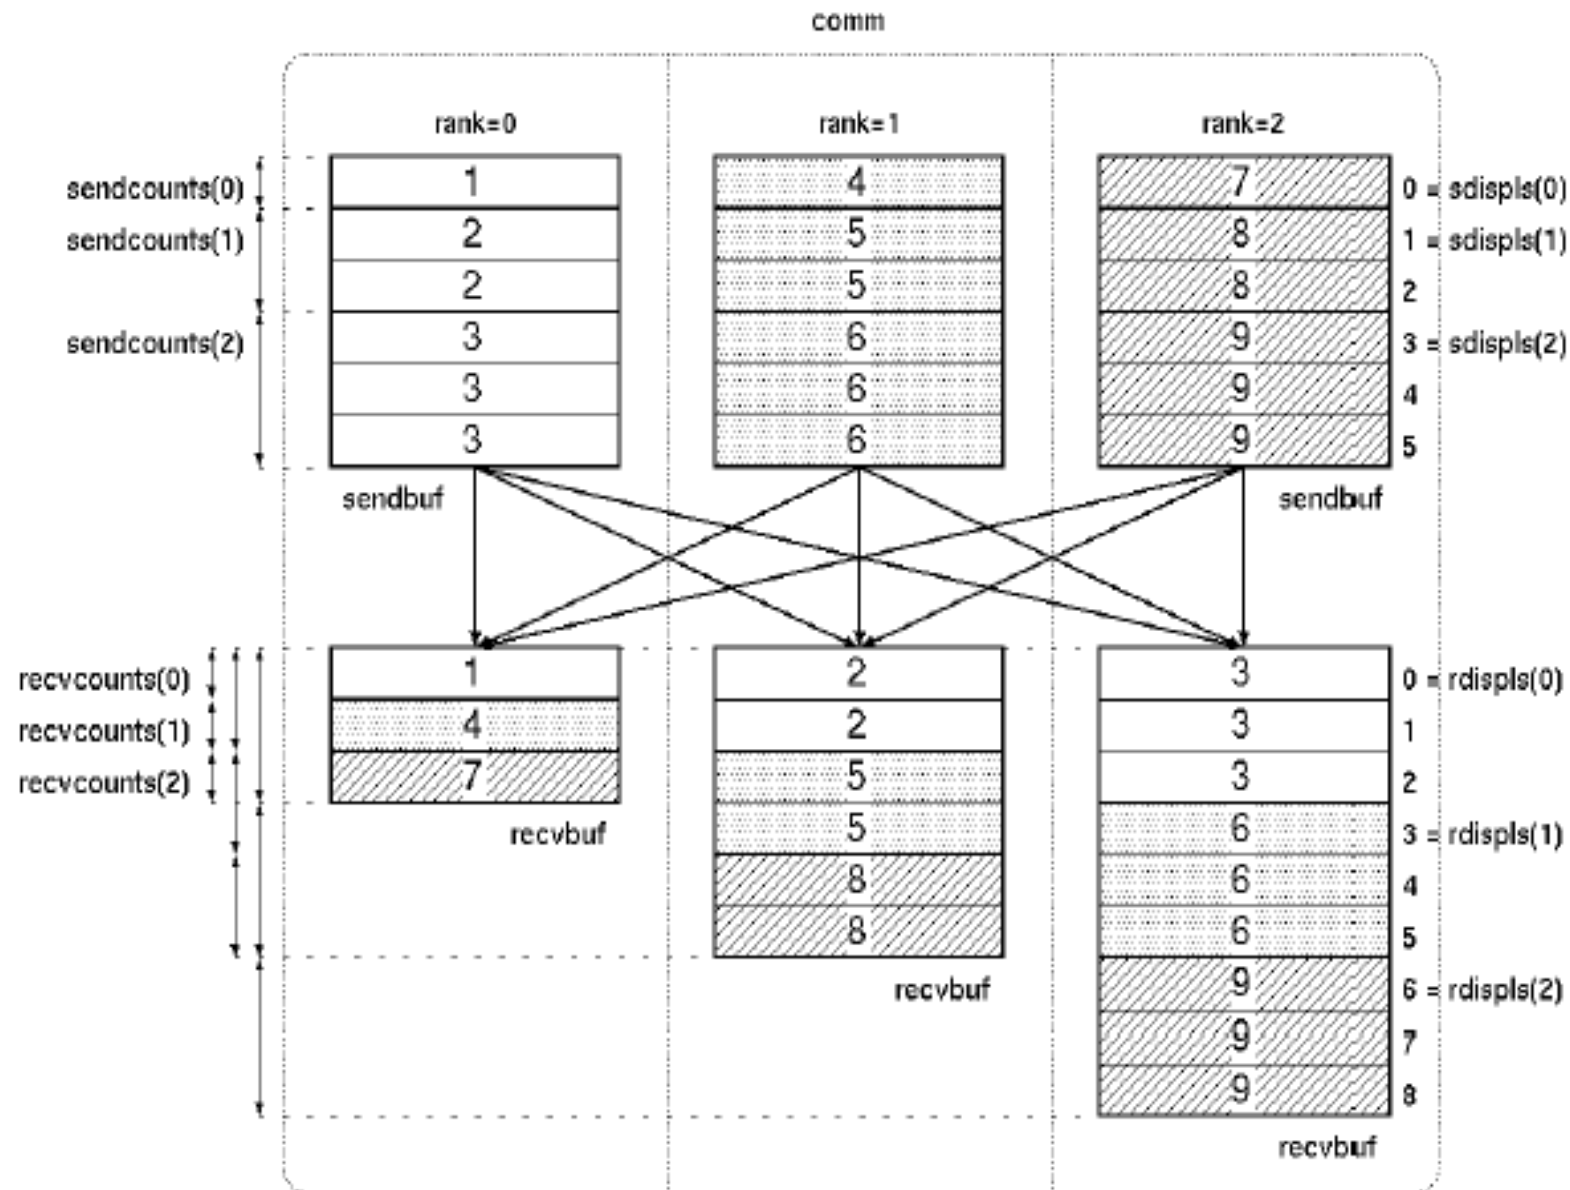 comm
rank=0 rank=1 rank=2
sendcounts(0) 1 4 7 0 = sdispls(0)
sendcounts(1) 2 5 8 1 = sdispls(1)
2 5 8 2
sendcounts(2) 3 6 9 3 = sdispls(2)
3 6 9 4
3 6 9 5
sendbuf sendbuf
recvcounts(0) 1 2 3 0 = rdispls(0)
recvcounts(1) 4 2 3 1
recvcounts(2) 7 5 3 2
recvbuf 5 6 3 = rdispls(1)
8 6 4
8 6 5
recvbuf 9 6 = rdispls(2)
9 7
9 8
recvbuf